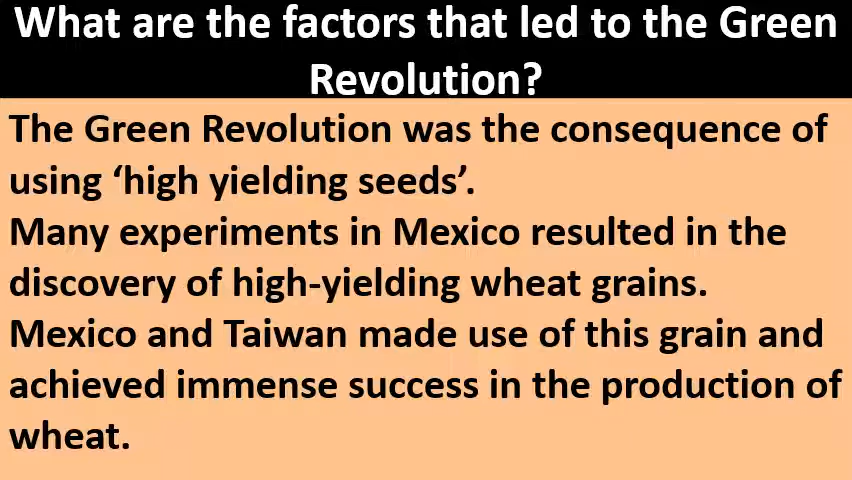 What are the factors that led to the Green
Revolution?
The Green Revolution was the consequence of
using ‘high yielding seeds’.
Many experiments in Mexico resulted in the
discovery of high-yielding wheat grains.
Mexico and Taiwan made use of this grain and
achieved immense success in the production of
wheat.